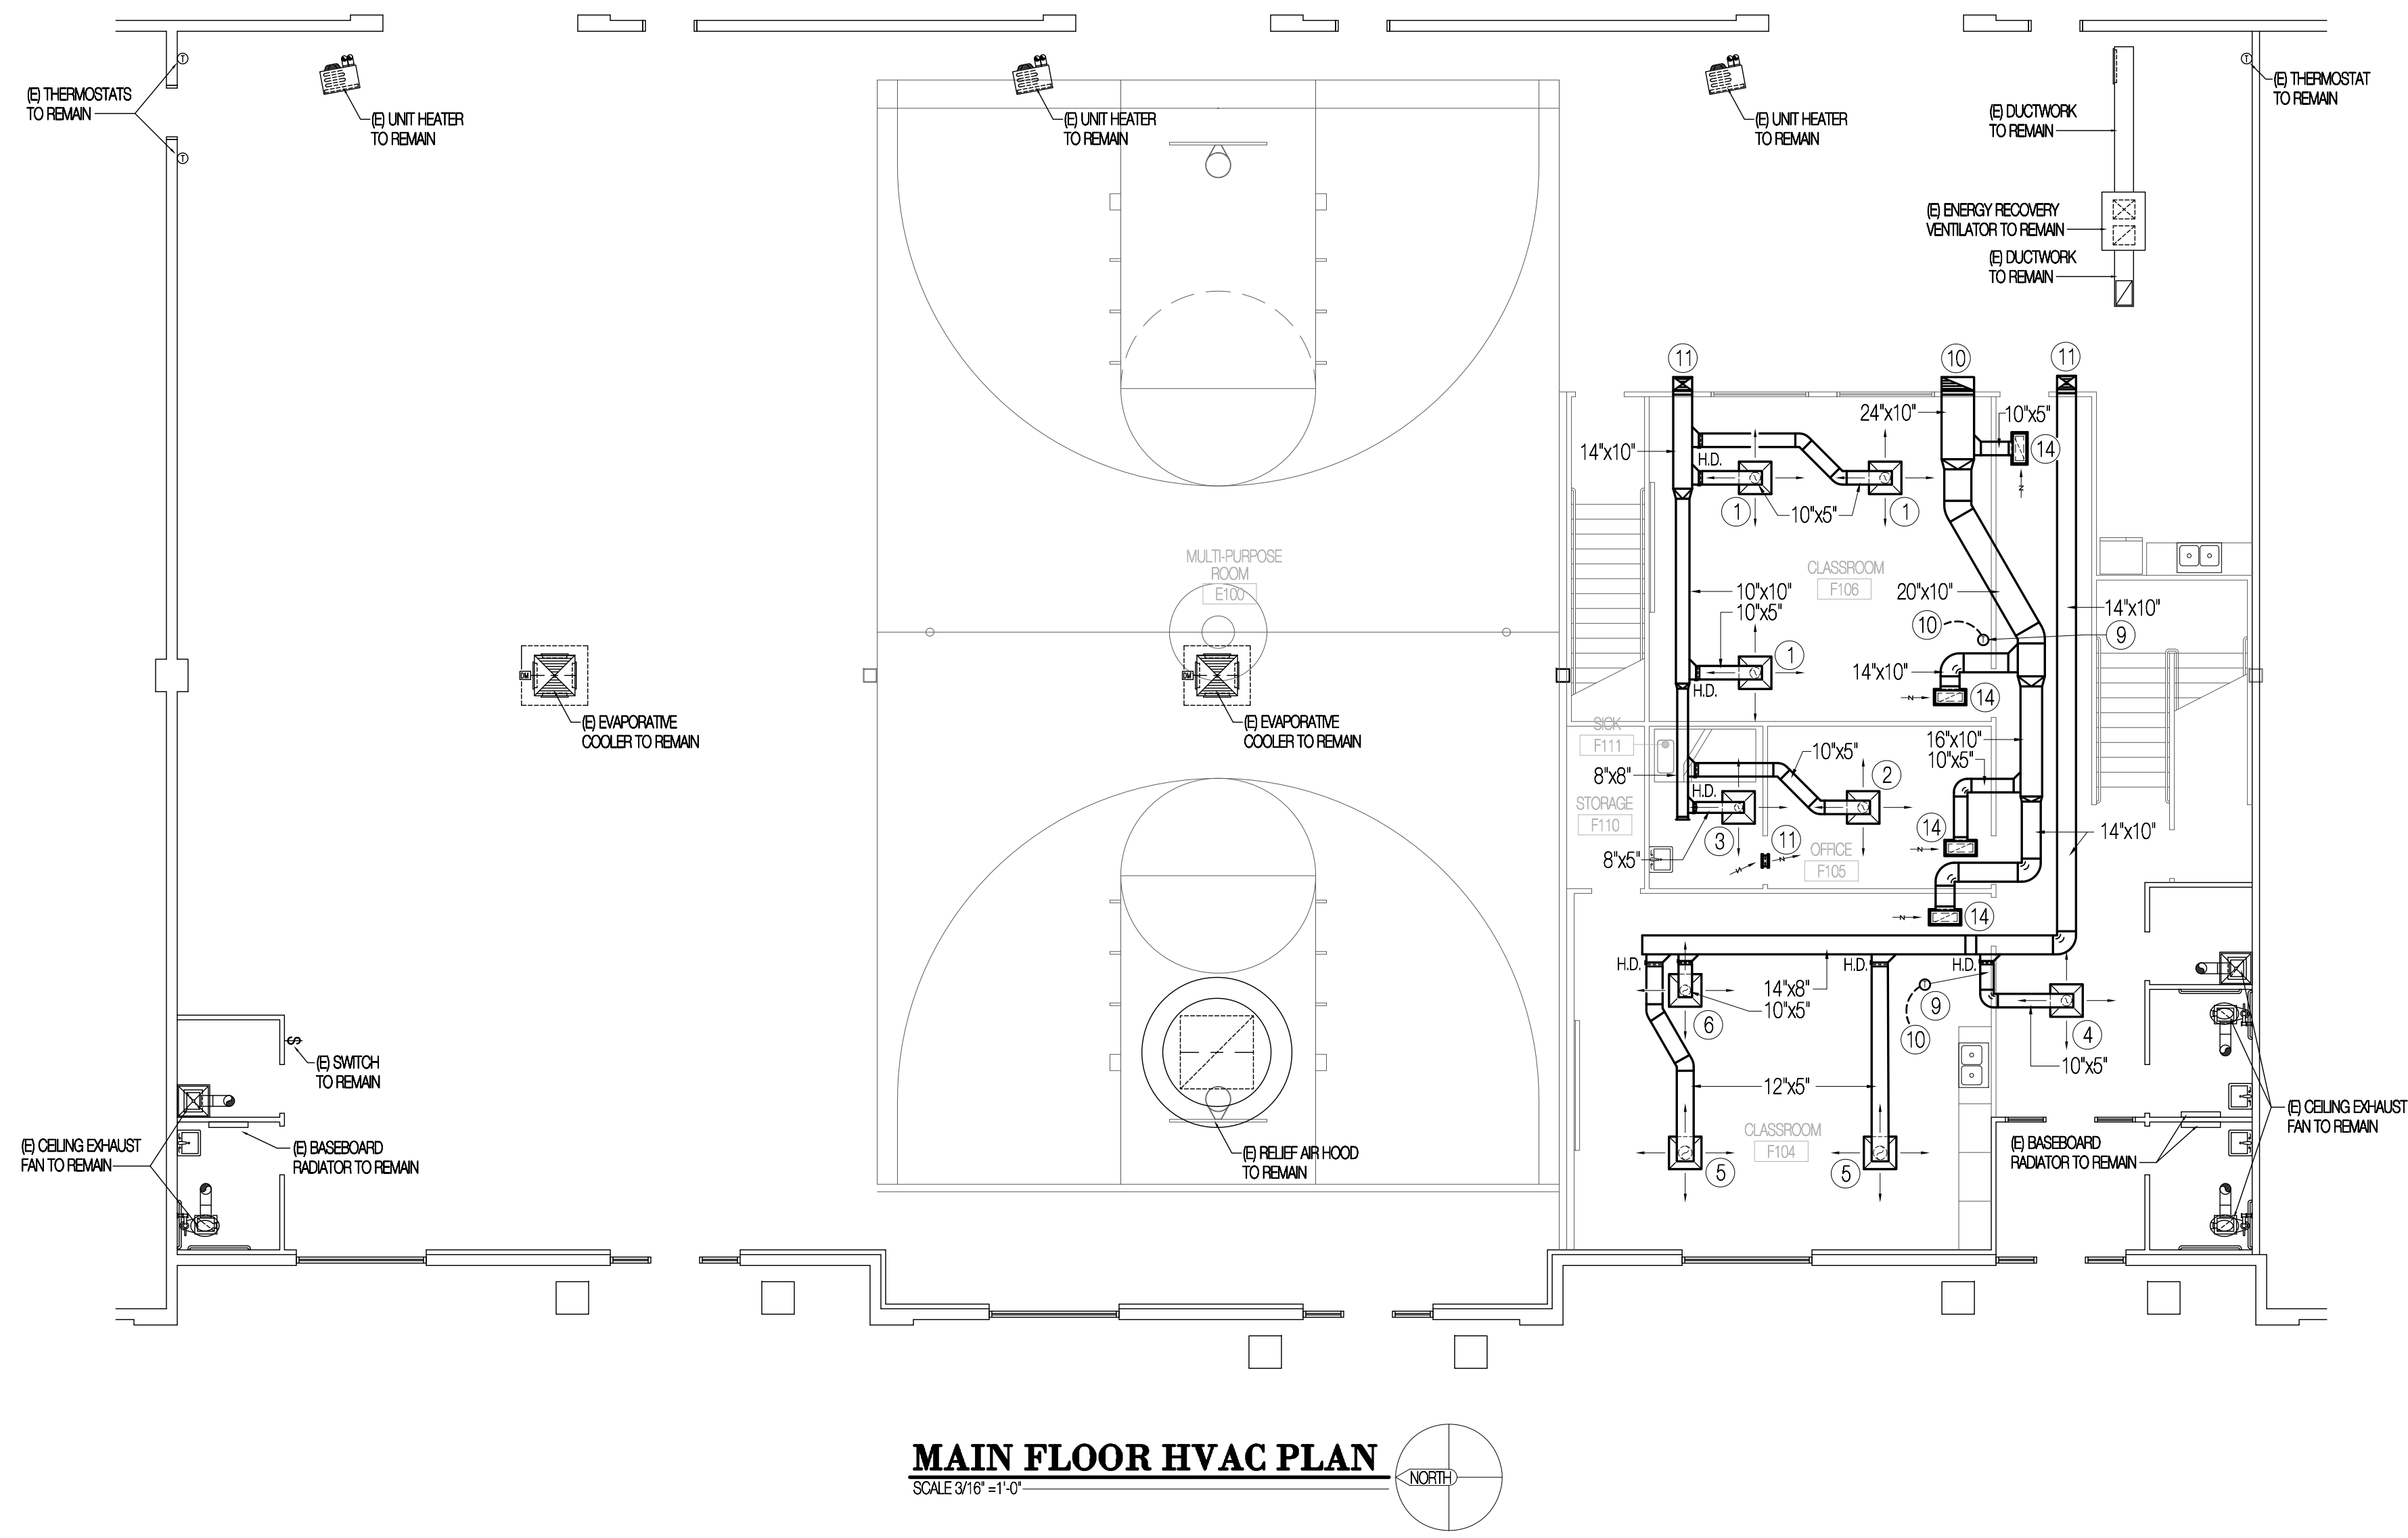 (E) THERMOSTATS
TO REMAIN
T
T
(E) UNIT HEATER
TO REMAIN
(E) UNIT HEATER
TO REMAIN
(E) UNIT HEATER
TO REMAIN
(E) DUCTWORK
TO REMAIN
T
(E) THERMOSTAT
TO REMAIN
(E) ENERGY RECOVERY
VENTILATOR TO REMAIN
(E) DUCTWORK
TO REMAIN
11
10
11
24"x10"
10"x5"
14"x10"
H.D.
14
N
1
10"x5"
1
MULTI-PURPOSE
ROOM
E100
CLASSROOM
F106
10"x10"
10"x5"
20"x10"
14"x10"
10
T
9
1
14"x10"
H.D.
N
14
DM
(E) EVAPORATIVE
COOLER TO REMAIN
DM
(E) EVAPORATIVE
COOLER TO REMAIN
SICK
F111
10"x5"
16"x10"
10"x5"
8"x8"
2
H.D.
STORAGE
F110
3
11
14
14"x10"
8"x5"
N
N
OFFICE
F105
N
N
14
H.D.
H.D.
H.D.
14"x8"
10"x5"
T
9
6
10
4
10"x5"
S
(E) SWITCH
TO REMAIN
12"x5"
(E) CEILING EXHAUST
FAN TO REMAIN
(E) BASEBOARD
RADIATOR TO REMAIN
(E) RELIEF AIR HOOD
TO REMAIN
CLASSROOM
F104
5
5
(E) BASEBOARD
RADIATOR TO REMAIN
(E) CEILING EXHAUST
FAN TO REMAIN
MAIN FLOOR HVAC PLAN
SCALE 3/16" =1'-0"
NORTH